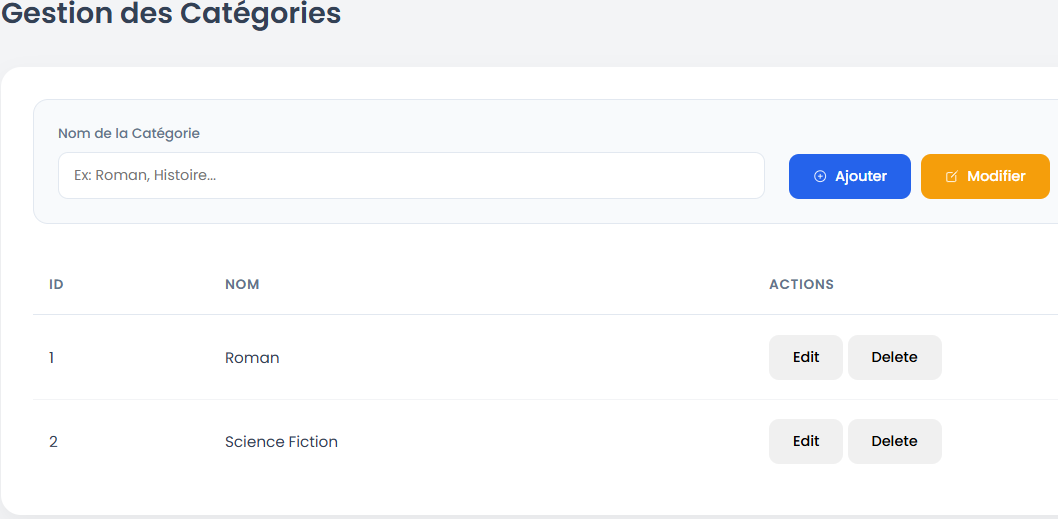 Gestion des Catégories
Nom de la Catégorie
Ex: Roman, Histoire...
Ajouter
Modifier
ID NOM ACTIONS
1 Roman Edit Delete
2 Science Fiction Edit Delete